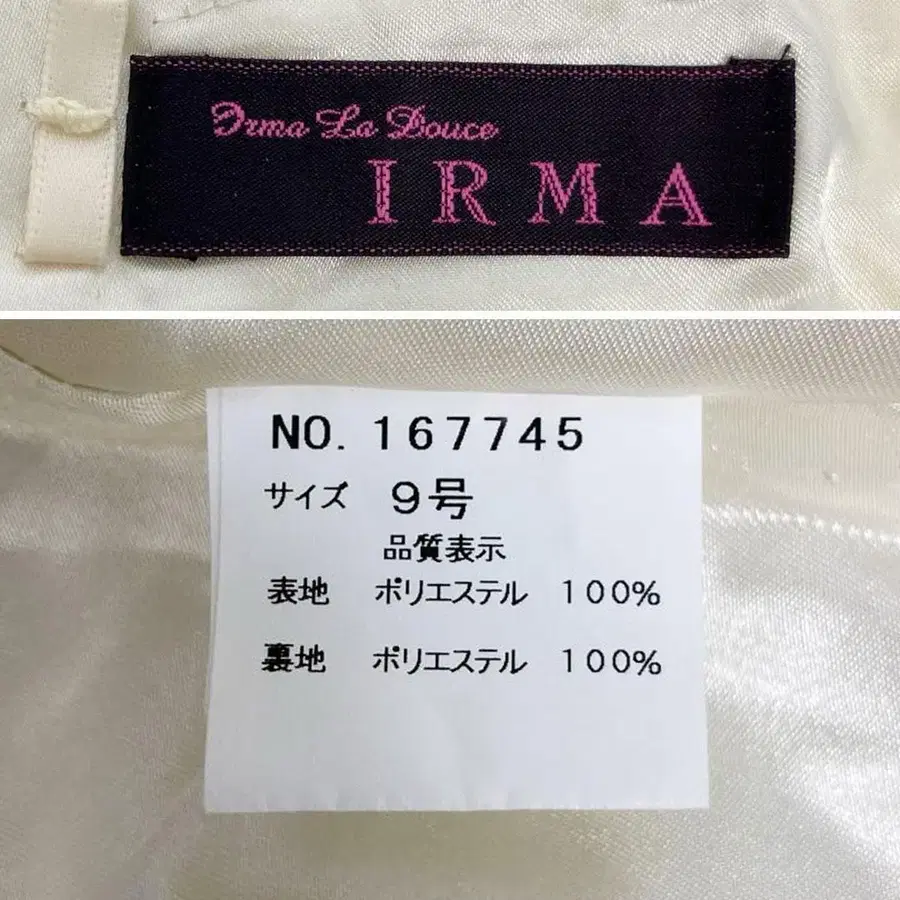 Irma La Douce
IRMA
NO. 167745
サイズ 9号
品質表示
表地 ポリエステル 100%
裏地 ポリエステル 100%